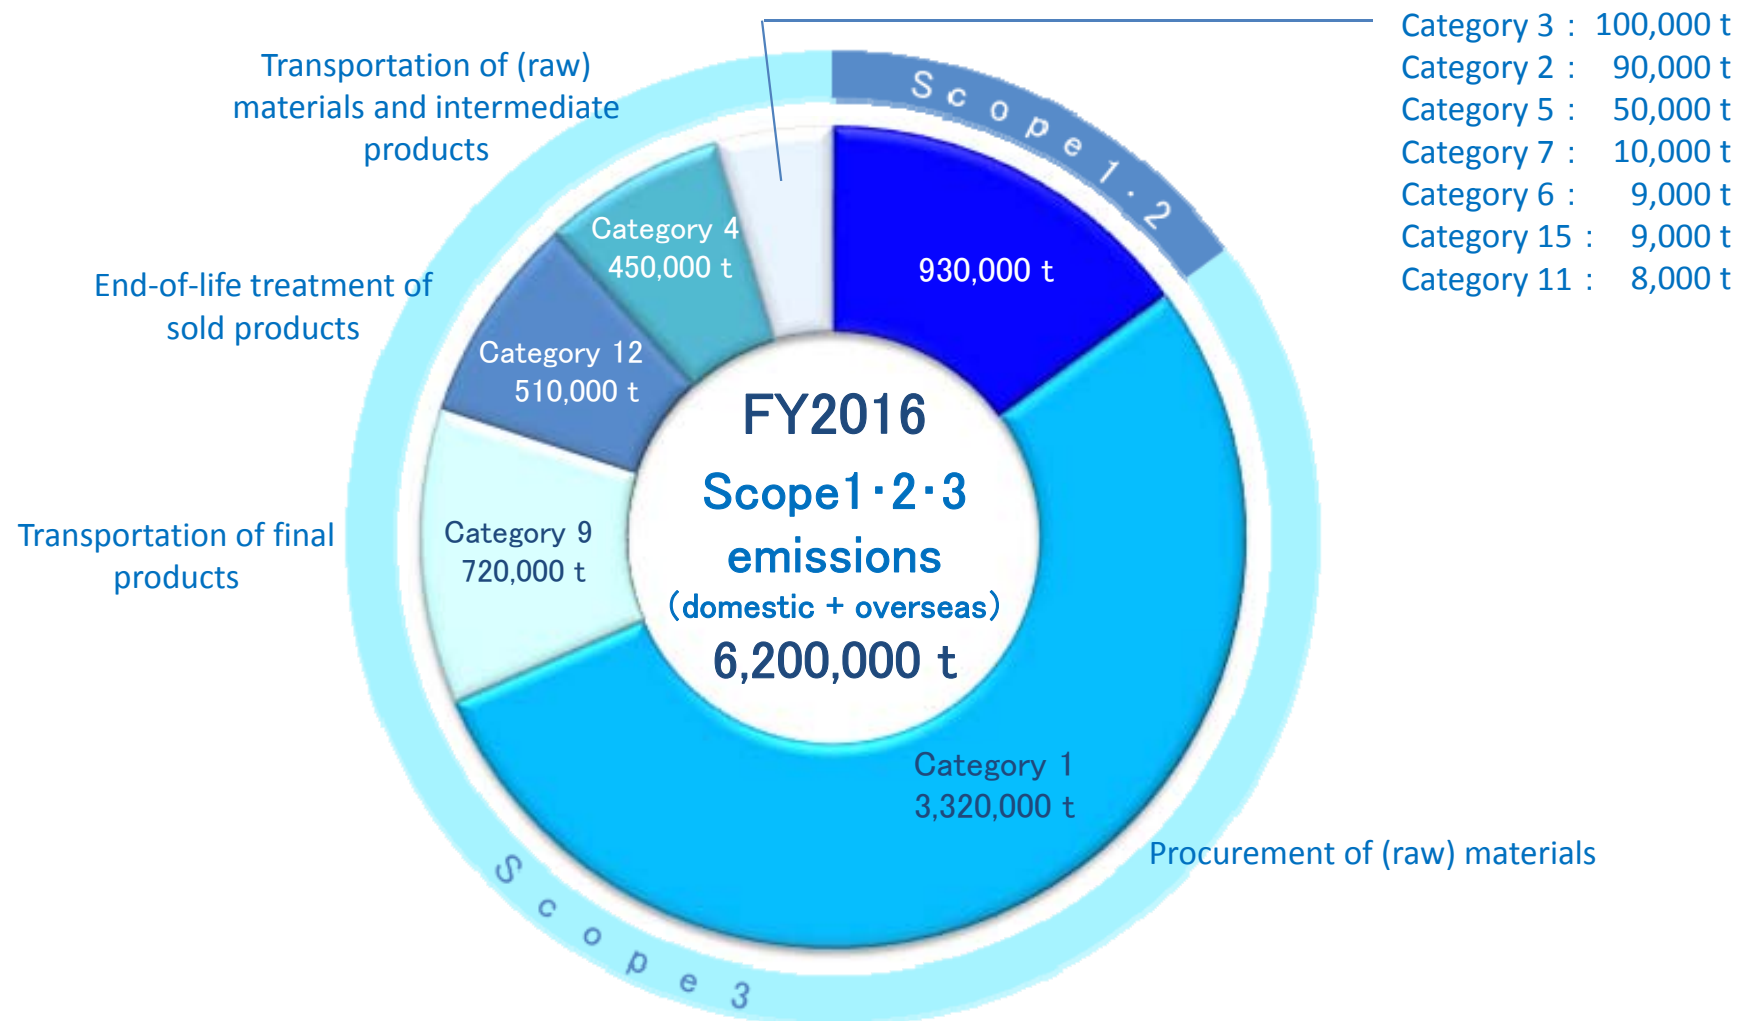 Category 3 : 100,000 t
Category 2 : 90,000 t
Category 5 : 50,000 t
Category 7 : 10,000 t
Category 6 : 9,000 t
Category 15 : 9,000 t
Category 11 : 8,000 t
Transportation of (raw)
materials and intermediate
products
Scope1・2
Category 4
450,000 t
930,000 t
End-of-life treatment of
sold products
Category 12
510,000 t
FY2016
Scope1・2・3
emissions
(domestic + overseas)
6,200,000 t
Transportation of final
products
Category 9
720,000 t
Category 1
3,320,000 t
Procurement of (raw) materials
Scope3